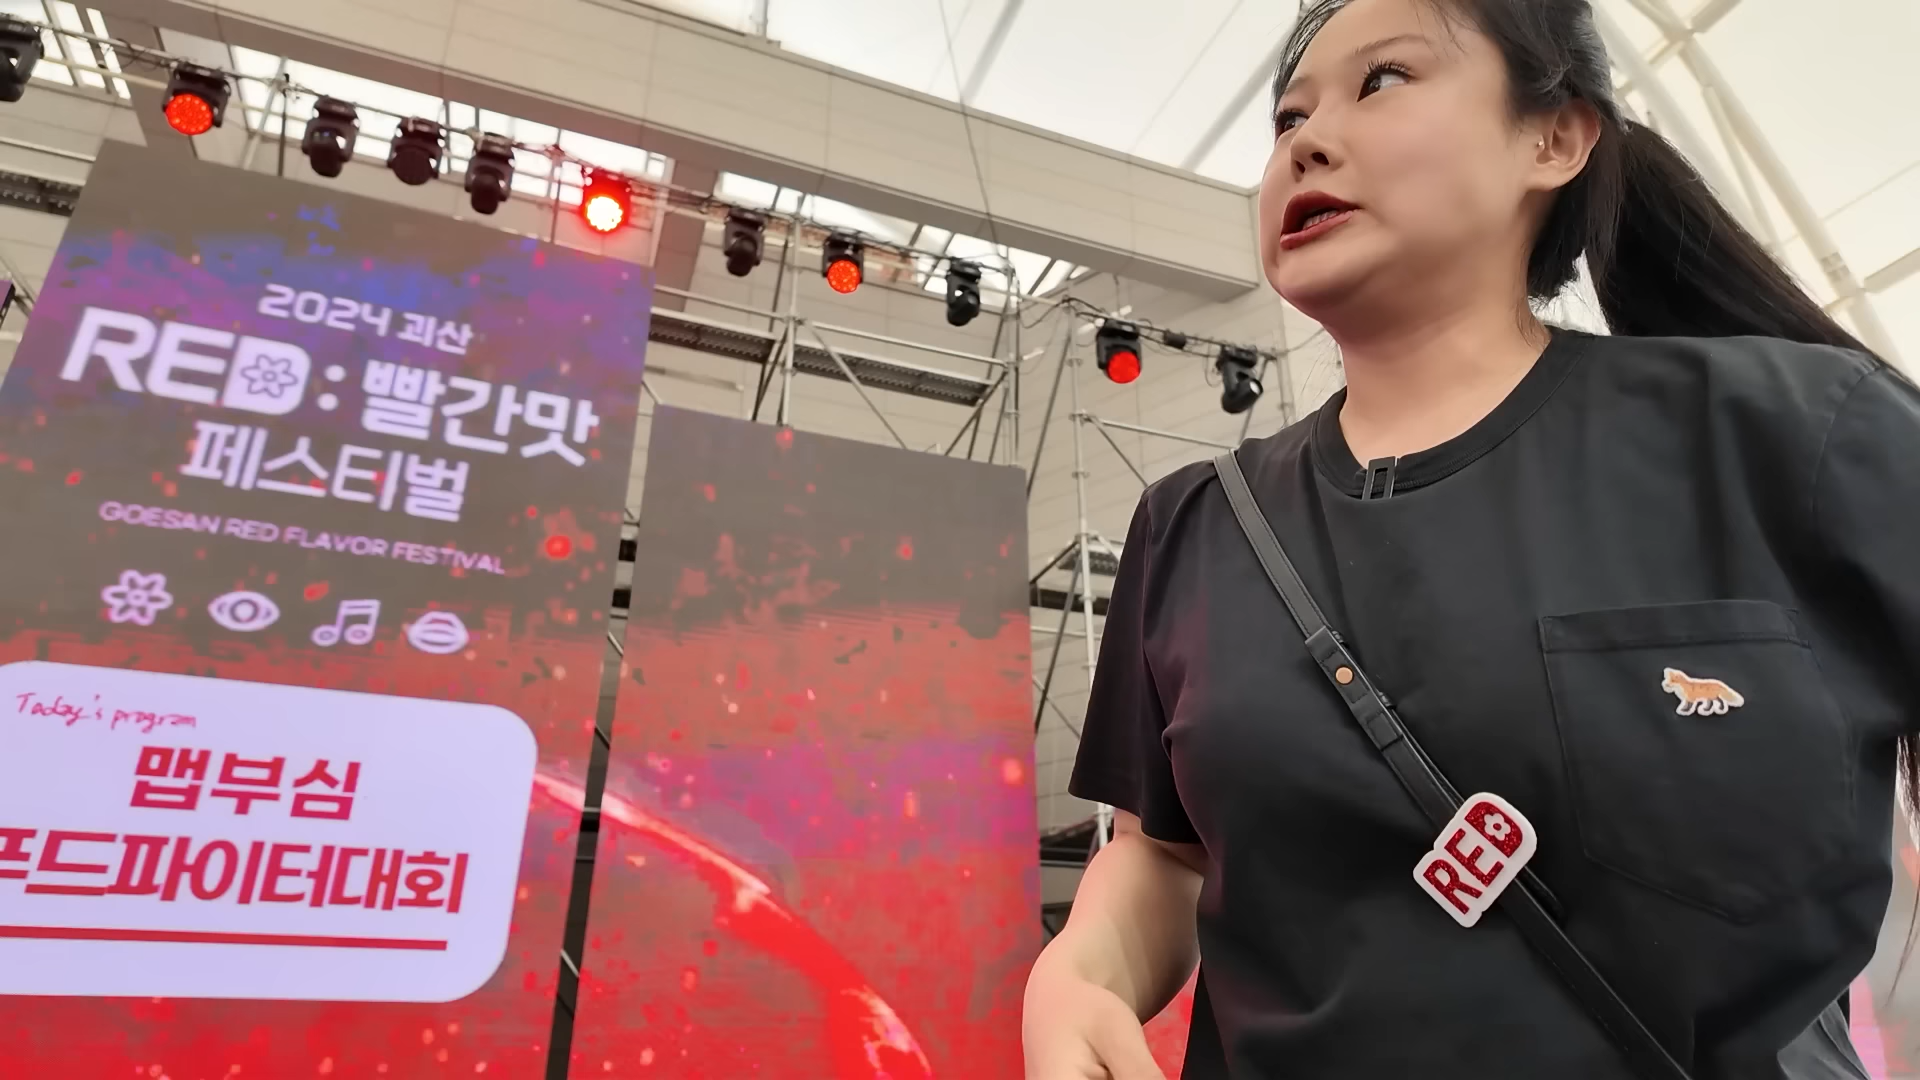 2024 괴산
RED : 빨간맛
페스티벌
GOESAN RED FLAVOR FESTIVAL
Today's program
맵부심
푸드파이터대회
RED